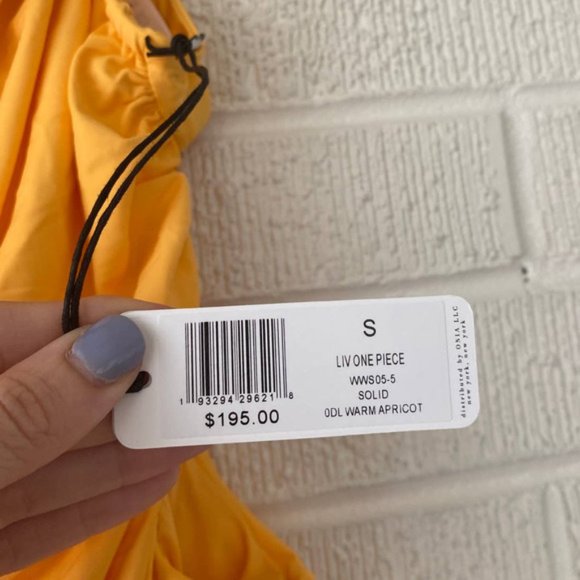 S
LIV ONE PIECE
WWS05-5
SOLID
0DL WARM APRICOT
1 93294 29621 8
$195.00
distributed by ONIA LLC
new york, new york